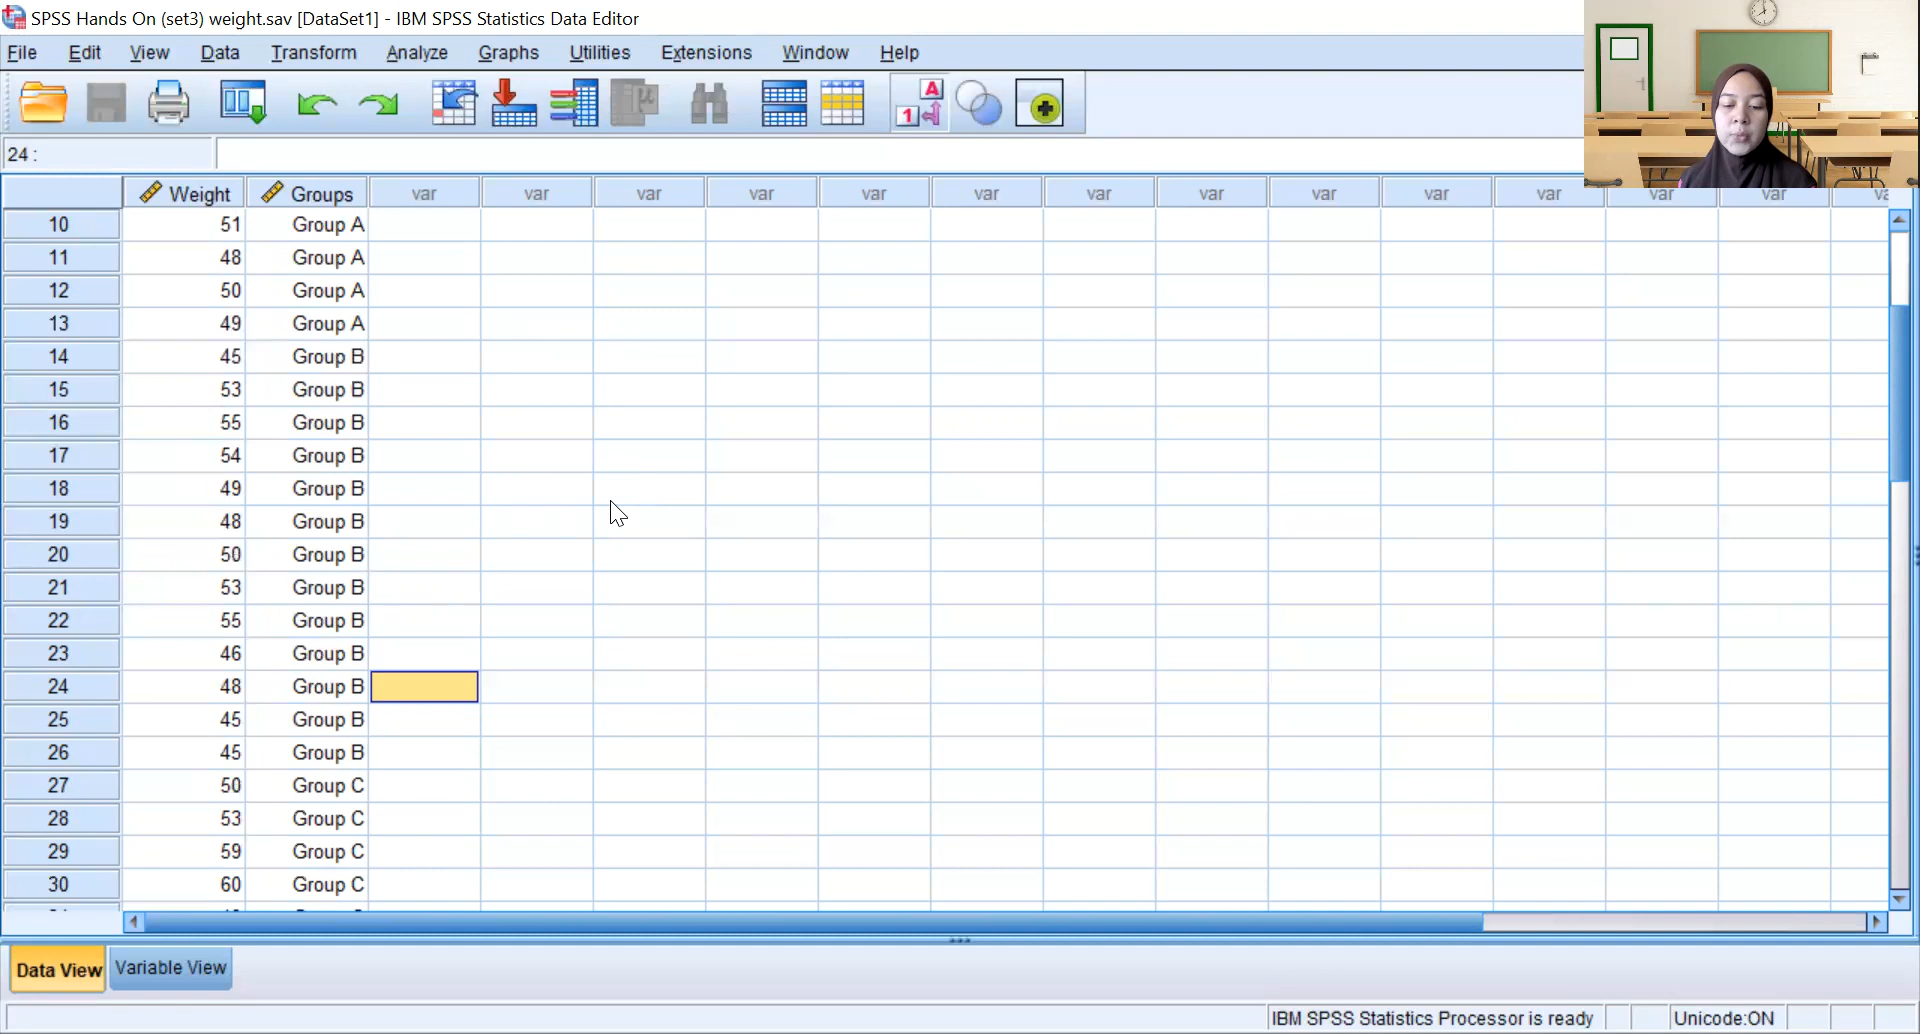 SPSS Hands On (set3) weight.sav [DataSet1] - IBM SPSS Statistics Data Editor
File Edit View Data Transform Analyze Graphs Utilities Extensions Window Help
24 :
Weight Groups var var var var var var var var var var var var var
10 51 Group A
11 48 Group A
12 50 Group A
13 49 Group A
14 45 Group B
15 53 Group B
16 55 Group B
17 54 Group B
18 49 Group B
19 48 Group B
20 50 Group B
21 53 Group B
22 55 Group B
23 46 Group B
24 48 Group B
25 45 Group B
26 45 Group B
27 50 Group C
28 53 Group C
29 59 Group C
30 60 Group C
Data View Variable View
IBM SPSS Statistics Processor is ready Unicode:ON